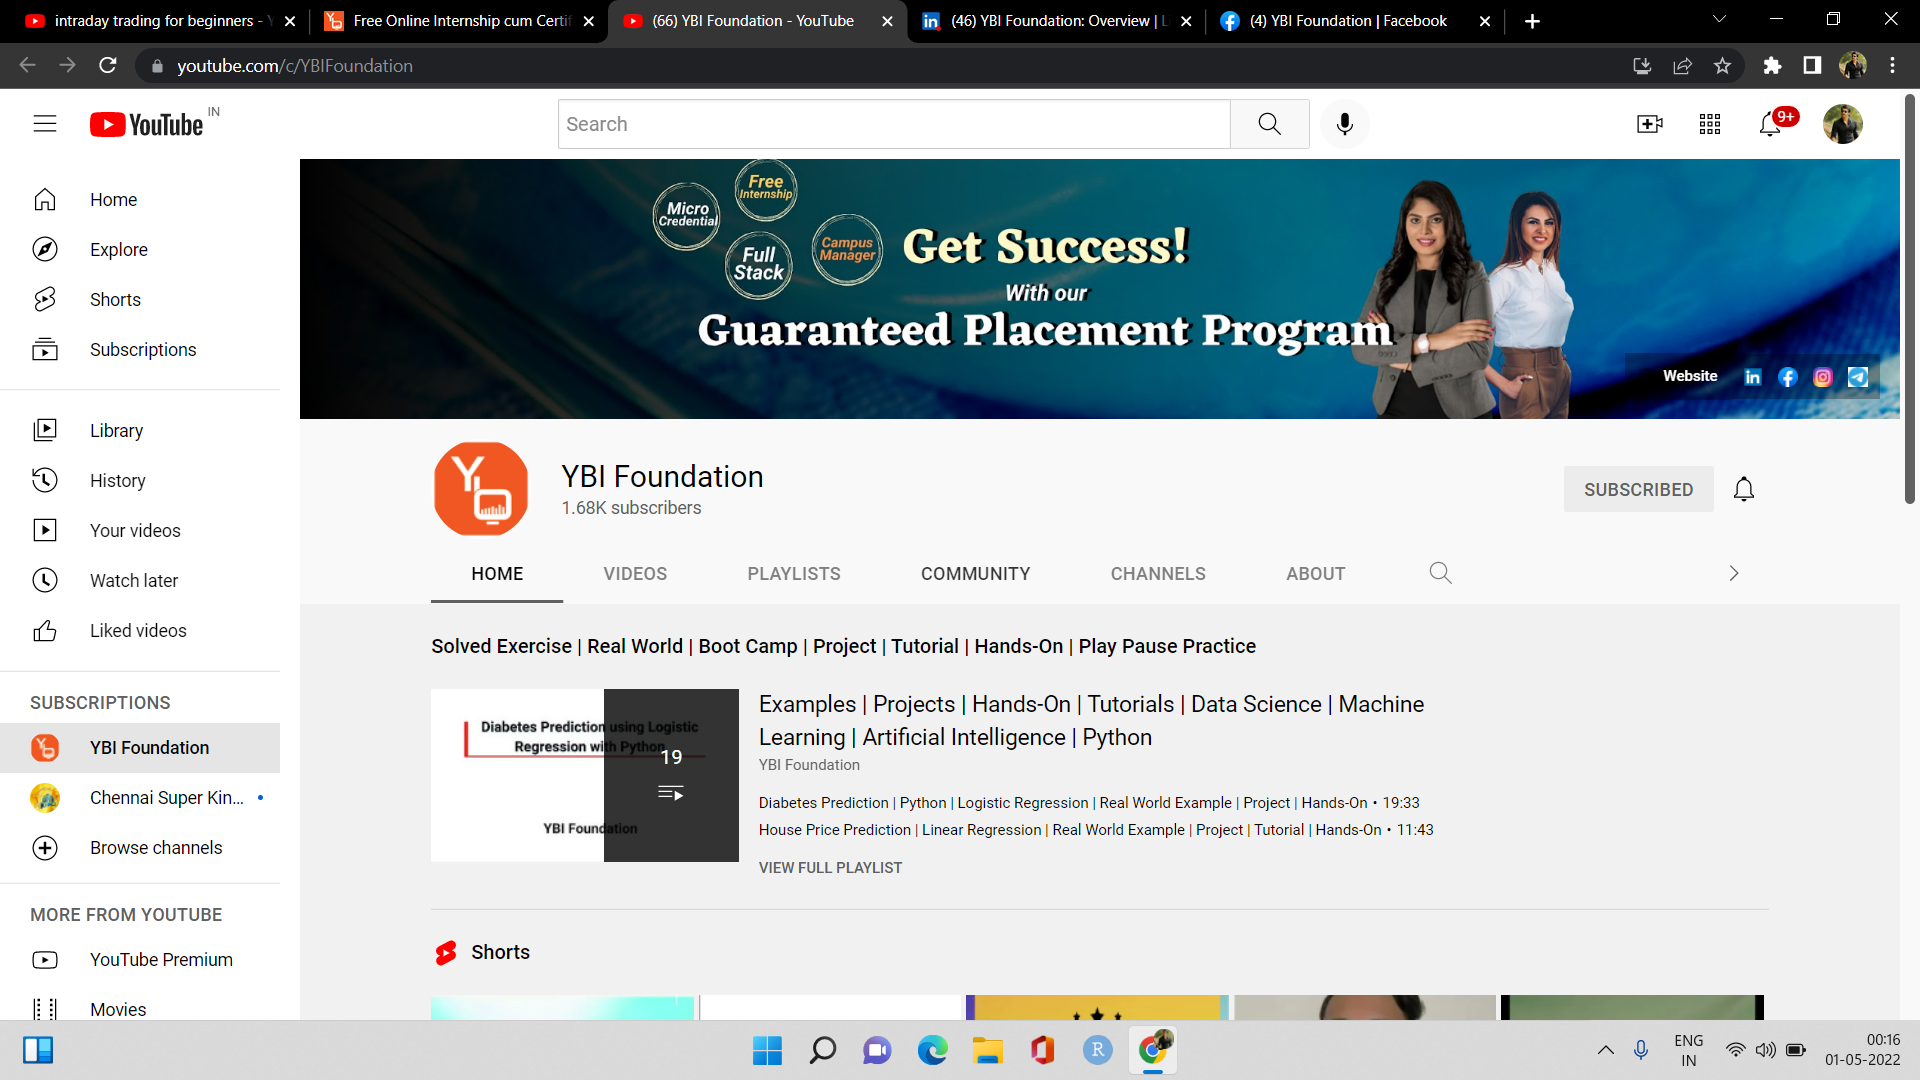 intraday trading for beginners - Y
Free Online Internship cum Certif
(66) YBI Foundation - YouTube
(46) YBI Foundation: Overview | L
(4) YBI Foundation | Facebook
youtube.com/c/YBIFoundation
YouTube IN
Search
9+
Home
Explore
Shorts
Subscriptions
Library
History
Your videos
Watch later
Liked videos
SUBSCRIPTIONS
YBI Foundation
Chennai Super Kin...
Browse channels
MORE FROM YOUTUBE
YouTube Premium
Movies
Free
Internship
Micro
Credential
Full
Stack
Campus
Manager
Get Success!
With our
Guaranteed Placement Program
Website
YBI Foundation
1.68K subscribers
SUBSCRIBED
HOME
VIDEOS
PLAYLISTS
COMMUNITY
CHANNELS
ABOUT
Solved Exercise | Real World | Boot Camp | Project | Tutorial | Hands-On | Play Pause Practice
Diabetes Prediction using Logistic
Regression with Python
19
YBI Foundation
Examples | Projects | Hands-On | Tutorials | Data Science | Machine
Learning | Artificial Intelligence | Python
YBI Foundation
Diabetes Prediction | Python | Logistic Regression | Real World Example | Project | Hands-On • 19:33
House Price Prediction | Linear Regression | Real World Example | Project | Tutorial | Hands-On • 11:43
VIEW FULL PLAYLIST
Shorts
ENG
IN
00:16
01-05-2022